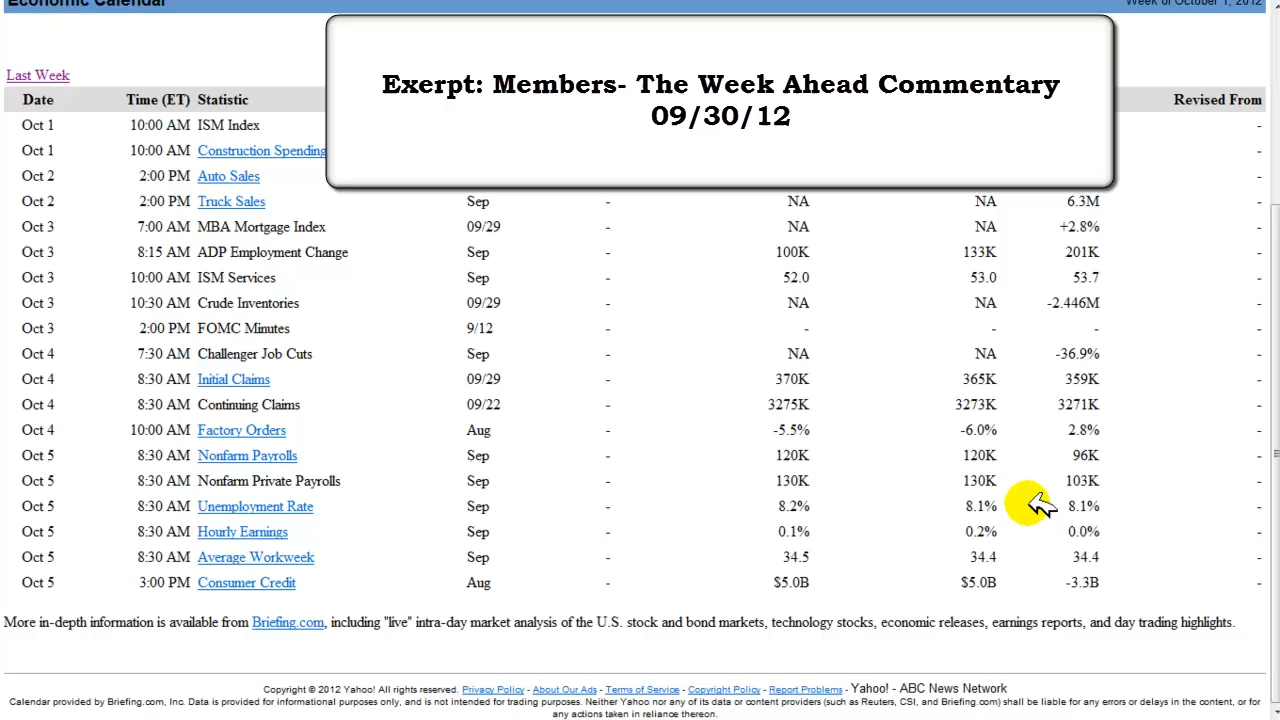 Economic Calendar Week of October 1, 2012
Exerpt: Members- The Week Ahead Commentary
09/30/12
Last Week
Date Time (ET) Statistic Revised From
Oct 1 10:00 AM ISM Index -
Oct 1 10:00 AM Construction Spending -
Oct 2 2:00 PM Auto Sales -
Oct 2 2:00 PM Truck Sales Sep - NA NA 6.3M -
Oct 3 7:00 AM MBA Mortgage Index 09/29 - NA NA +2.8% -
Oct 3 8:15 AM ADP Employment Change Sep - 100K 133K 201K -
Oct 3 10:00 AM ISM Services Sep - 52.0 53.0 53.7 -
Oct 3 10:30 AM Crude Inventories 09/29 - NA NA -2.446M -
Oct 3 2:00 PM FOMC Minutes 9/12 - - - - -
Oct 4 7:30 AM Challenger Job Cuts Sep - NA NA -36.9% -
Oct 4 8:30 AM Initial Claims 09/29 - 370K 365K 359K -
Oct 4 8:30 AM Continuing Claims 09/22 - 3275K 3273K 3271K -
Oct 4 10:00 AM Factory Orders Aug - -5.5% -6.0% 2.8% -
Oct 5 8:30 AM Nonfarm Payrolls Sep - 120K 120K 96K -
Oct 5 8:30 AM Nonfarm Private Payrolls Sep - 130K 130K 103K -
Oct 5 8:30 AM Unemployment Rate Sep - 8.2% 8.1% 8.1% -
Oct 5 8:30 AM Hourly Earnings Sep - 0.1% 0.2% 0.0% -
Oct 5 8:30 AM Average Workweek Sep - 34.5 34.4 34.4 -
Oct 5 3:00 PM Consumer Credit Aug - $5.0B $5.0B -3.3B -
More in-depth information is available from Briefing.com, including "live" intra-day market analysis of the U.S. stock and bond markets, technology stocks, economic releases, earnings reports, and day trading highlights.
Copyright © 2012 Yahoo! All rights reserved. Privacy Policy - About Our Ads - Terms of Service - Copyright Policy - Report Problems - Yahoo! - ABC News Network
Calendar provided by Briefing.com, Inc. Data is provided for informational purposes only, and is not intended for trading purposes. Neither Yahoo nor any of its data or content providers (such as Reuters, CSI, and Briefing.com) shall be liable for any errors or delays in the content, or for
any actions taken in reliance thereon.